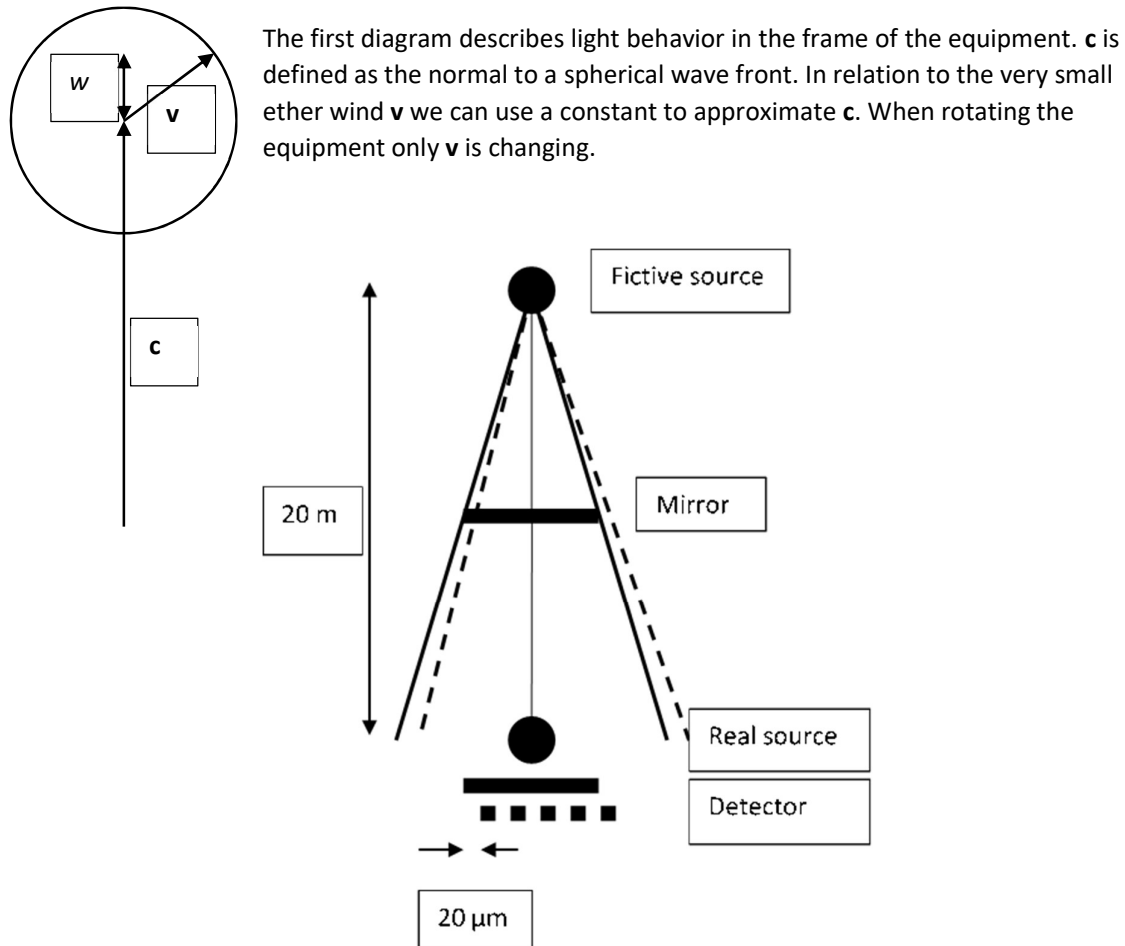 The first diagram describes light behavior in the frame of the equipment. c is
defined as the normal to a spherical wave front. In relation to the very small
ether wind v we can use a constant to approximate c. When rotating the
equipment only v is changing.
w
v
c
Fictive source
20 m
Mirror
Real source
Detector
20 µm